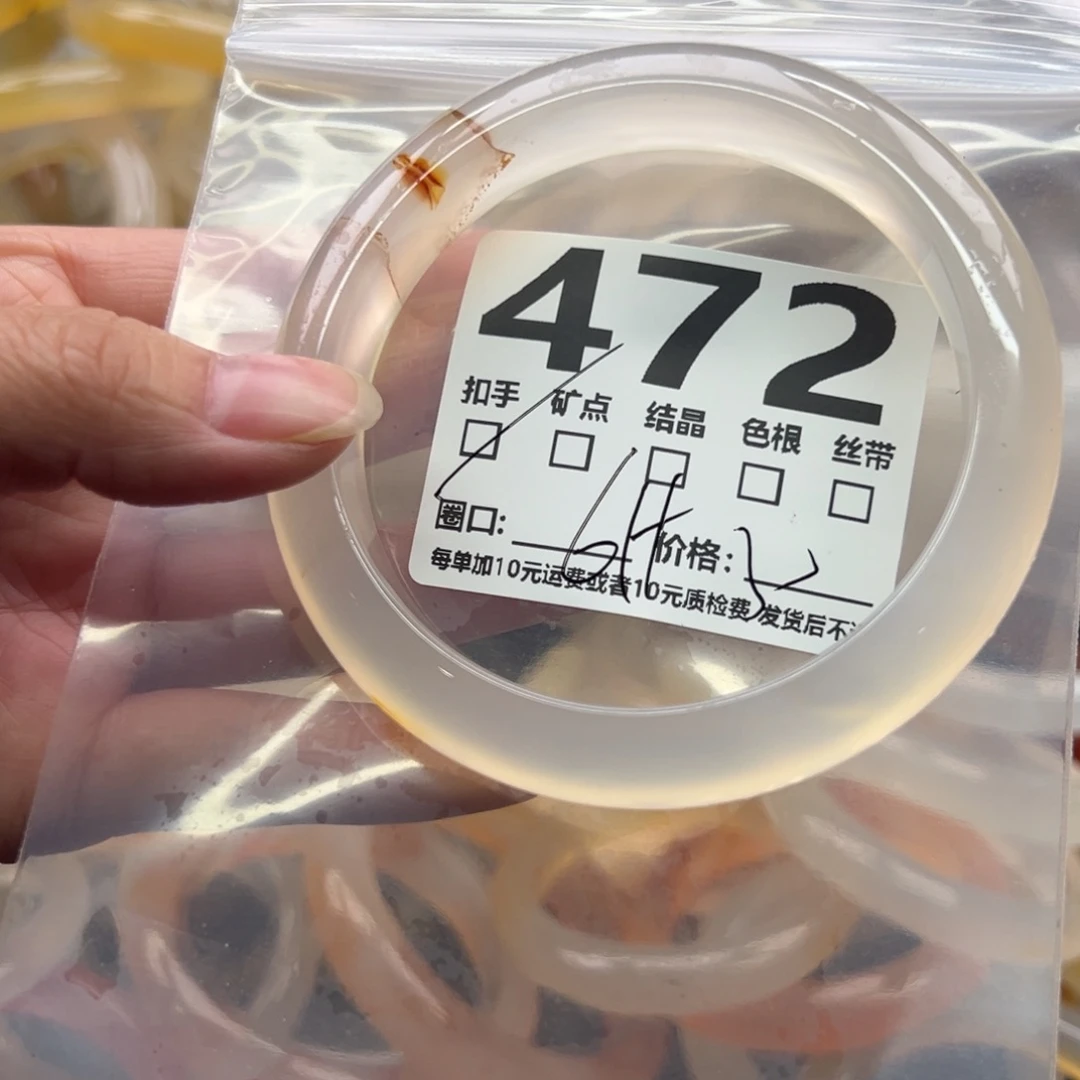 472
扣手 矿点 结晶 色根 丝带
圈口: 价格:
每单加10元运费或者10元质检费 发货后不